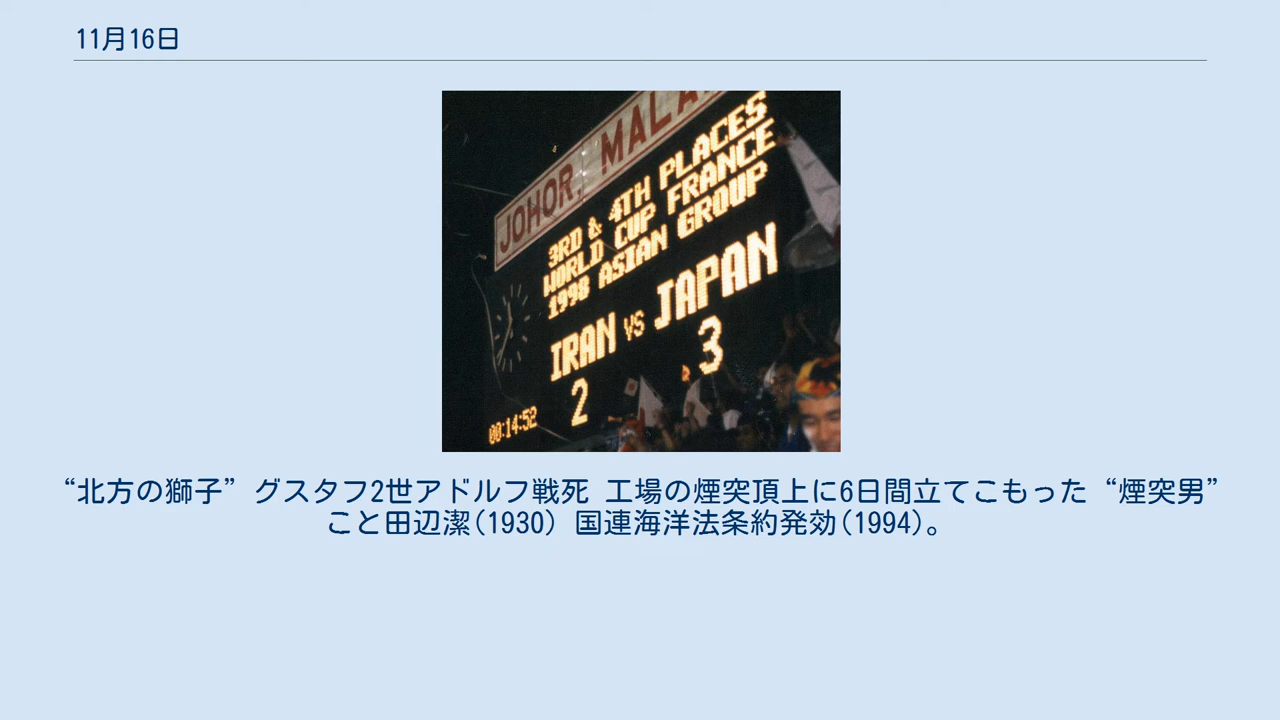 11月16日
JOHOR, MALA
3RD & 4TH PLACES
WORLD CUP FRANCE
1998 ASIAN GROUP
IRAN VS JAPAN
2 3
00:14:52
“北方の獅子”グスタフ2世アドルフ戦死 工場の煙突頂上に6日間立てこもった“煙突男”
こと田辺潔(1930) 国連海洋法条約発効(1994)。